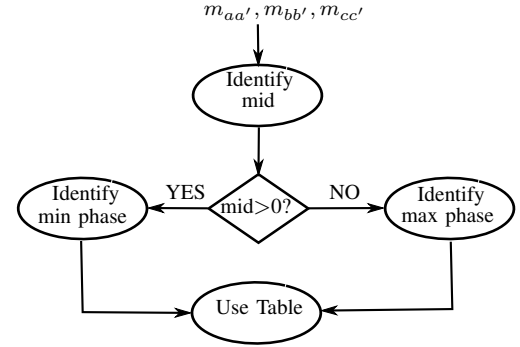 m_{aa'}, m_{bb'}, m_{cc'}
Identify
mid
YES
NO
Identify
min phase
mid>0?
Identify
max phase
Use Table